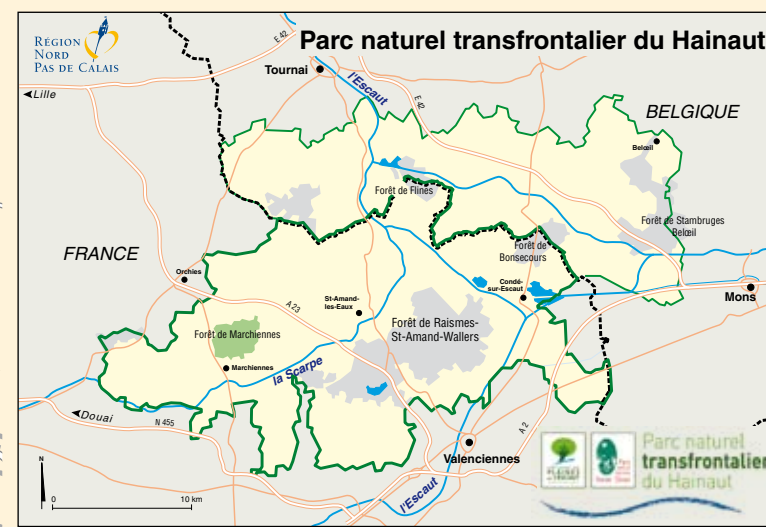 RÉGION
NORD
PAS DE CALAIS
Parc naturel transfrontalier du Hainaut
E 42
Tournai
l'Escaut
Lille
E 42
BELGIQUE
Belœil
Forêt de Flines
Forêt de Stambruges
Belœil
FRANCE
Forêt de
Bonsecours
Orchies
Condé-
sur-Escaut
Mons
A 23
St-Amand-
les-Eaux
Forêt de Raismes-
St-Amand-Wallers
Forêt de Marchiennes
Marchiennes
la Scarpe
Douai
N 455
A 2
Valenciennes
l'Escaut
N
0
10 km
Parc naturel
transfrontalier
du Hainaut